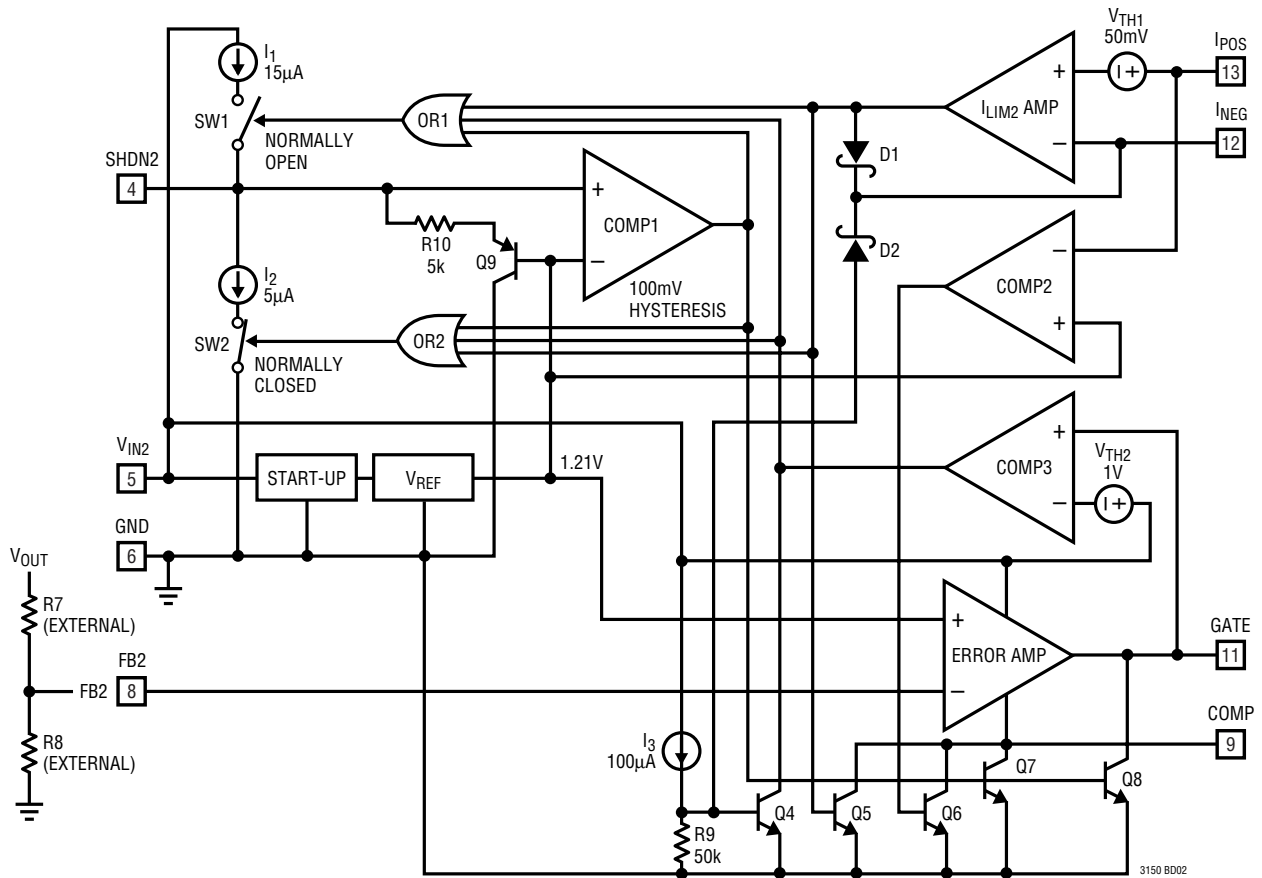 VTH1
50mV
IPOS
13
I1
15µA
+
I+
ILIM2 AMP
INEG
12
–
SW1
OR1
NORMALLY
OPEN
D1
SHDN2
4
+
COMP1
–
R10
5k
Q9
100mV
HYSTERESIS
D2
–
COMP2
+
I2
5µA
SW2
OR2
NORMALLY
CLOSED
VIN2
5
START-UP
VREF
1.21V
+
COMP3
–
VTH2
1V
I+
GND
6
VOUT
R7
(EXTERNAL)
+
ERROR AMP
–
GATE
11
FB2
FB2
8
COMP
9
R8
(EXTERNAL)
I3
100µA
Q7
Q8
Q4
Q5
Q6
R9
50k
3150 BD02